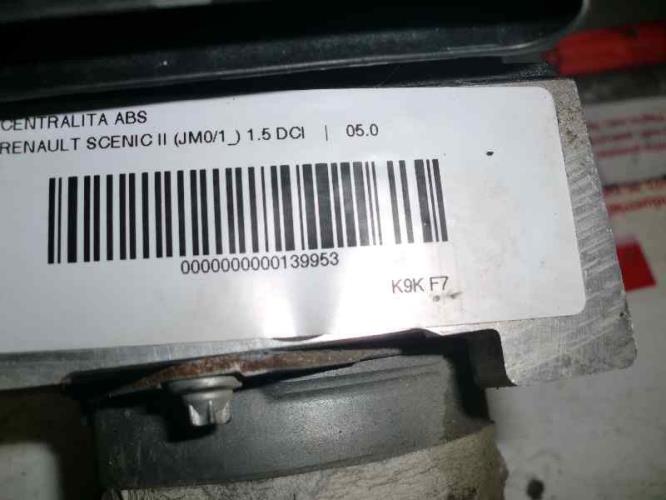 CENTRALITA ABS
RENAULT SCENIC II (JM0/1_) 1.5 DCI | 05.0
0000000000139953
K9K F7